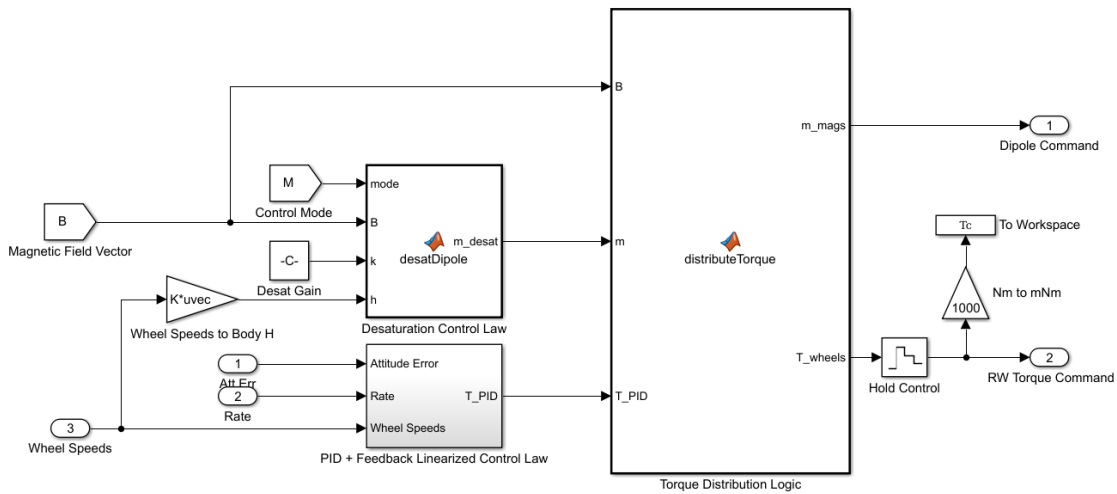 B
m_mags
1
Dipole Command
M
mode
Control Mode
B
Magnetic Field Vector
B
m_desat
desatDipole
m
distributeTorque
Tc
To Workspace
-C-
k
Desat Gain
K*uvec
h
Wheel Speeds to Body H
Desaturation Control Law
1000
Nm to mNm
1
Att Err
Attitude Error
T_wheels
Hold Control
2
RW Torque Command
2
Rate
Rate
T_PID
T_PID
3
Wheel Speeds
Wheel Speeds
PID + Feedback Linearized Control Law
Torque Distribution Logic